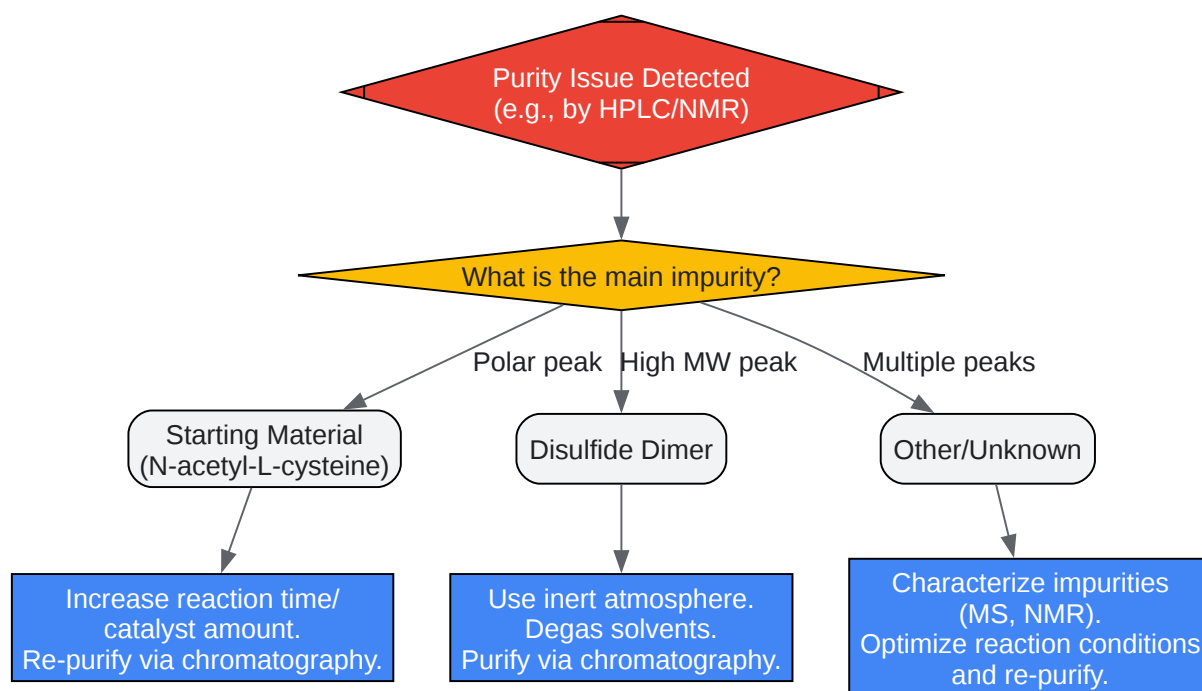 Purity Issue Detected
(e.g., by HPLC/NMR)
What is the main impurity?
Polar peak
High MW peak
Multiple peaks
Starting Material
(N-acetyl-L-cysteine)
Disulfide Dimer
Other/Unknown
Increase reaction time/
catalyst amount.
Re-purify via chromatography.
Use inert atmosphere.
Degas solvents.
Purify via chromatography.
Characterize impurities
(MS, NMR).
Optimize reaction conditions
and re-purify.